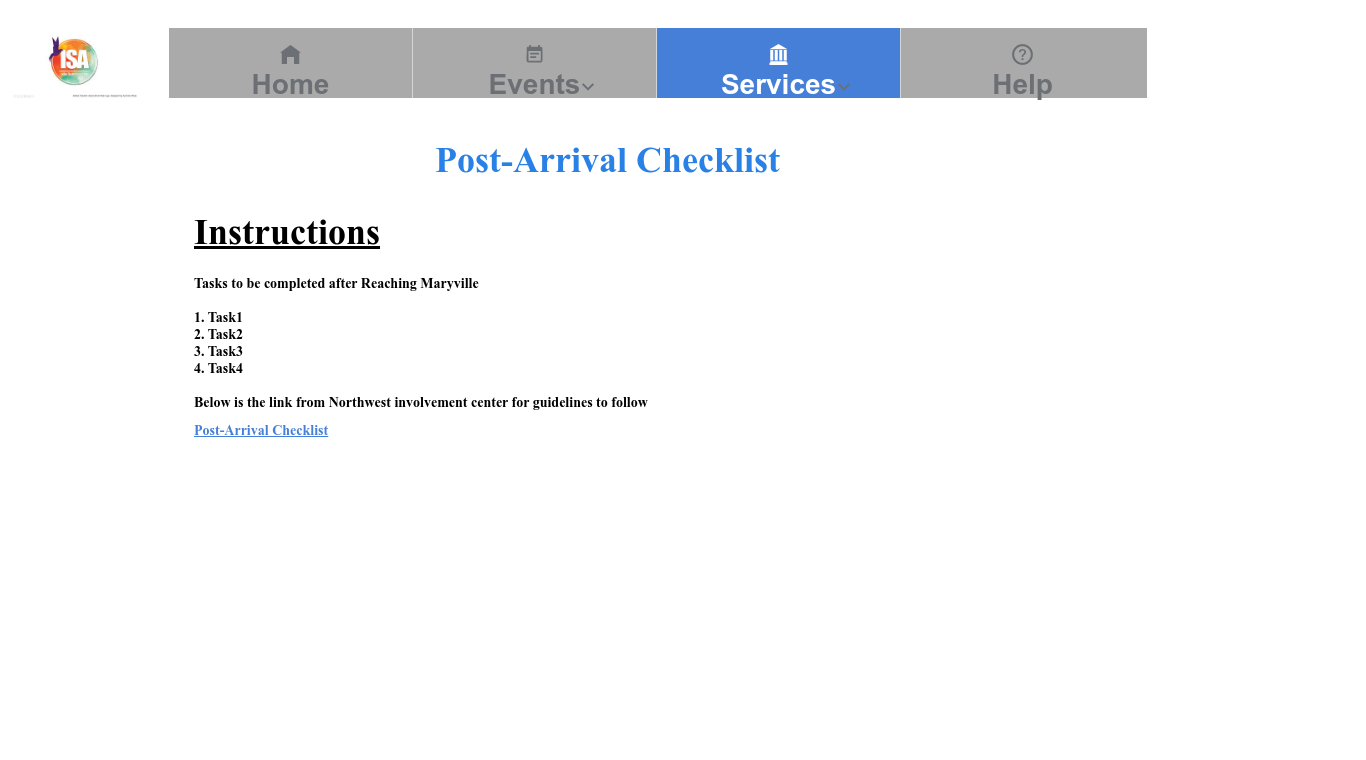 ISA
Home
Events
Services
Help
Post-Arrival Checklist
Instructions
Tasks to be completed after Reaching Maryville
1. Task1
2. Task2
3. Task3
4. Task4
Below is the link from Northwest involvement center for guidelines to follow
Post-Arrival Checklist